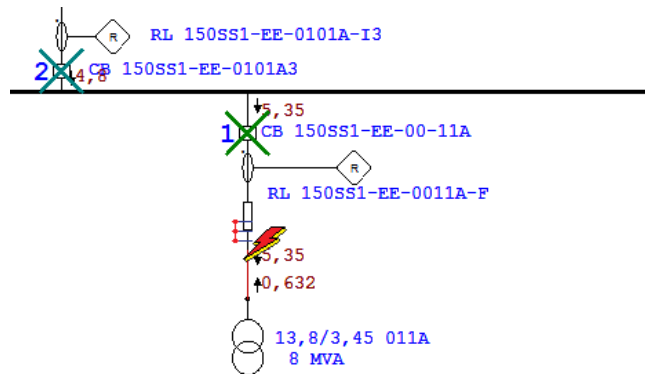 R RL 150SS1-EE-0101A-I3
2 CB 150SS1-EE-0101A3
4,8
5,35
1 CB 150SS1-EE-00-11A
R
RL 150SS1-EE-0011A-F
5,35
0,632
13,8/3,45 011A
8 MVA